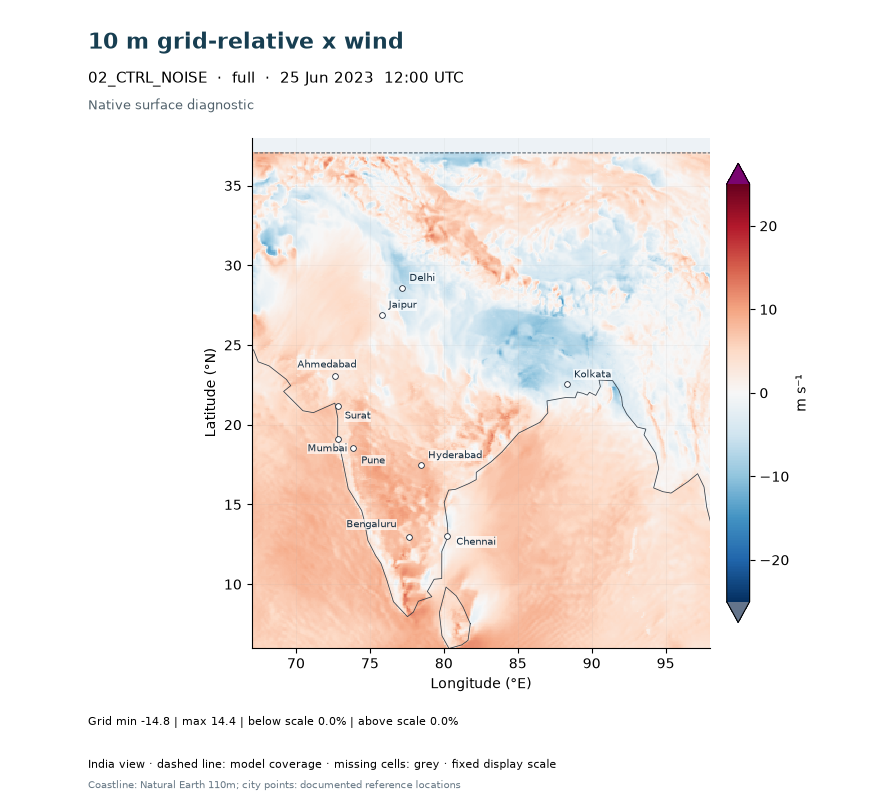 10 m grid-relative x wind
02_CTRL_NOISE · full · 25 Jun 2023 12:00 UTC
Native surface diagnostic
35
30
25
20
15
10
Latitude (°N)
Delhi
Jaipur
Ahmedabad
Kolkata
Surat
Mumbai
Pune
Hyderabad
Bengaluru
Chennai
70
75
80
85
90
95
Longitude (°E)
20
10
0
−10
−20
m s⁻¹
Grid min -14.8 | max 14.4 | below scale 0.0% | above scale 0.0%
India view · dashed line: model coverage · missing cells: grey · fixed display scale
Coastline: Natural Earth 110m; city points: documented reference locations